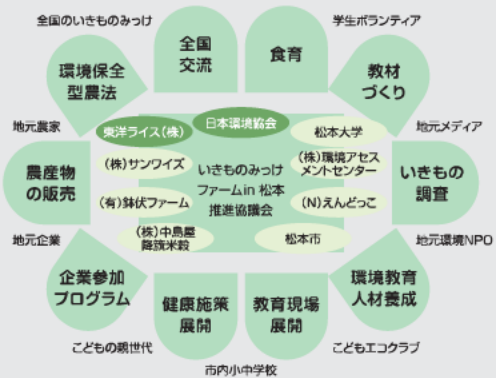 全国のいきものみっけ
学生ボランティア
全国
交流
食育
環境保全
型農法
教材
づくり
地元農家
地元メディア
東洋ライス(株)
日本環境協会
松本大学
農産物
の販売
(株)サンワイズ
いきものみっけ
ファームin 松本
推進協議会
(株)環境アセス
メントセンター
いきもの
調査
(有)鉢伏ファーム
(N)えんどっこ
地元企業
(株)中島屋
降籏米穀
松本市
地元環境NPO
企業参加
プログラム
健康施策
展開
教育現場
展開
環境教育
人材養成
こどもの親世代
こどもエコクラブ
市内小中学校